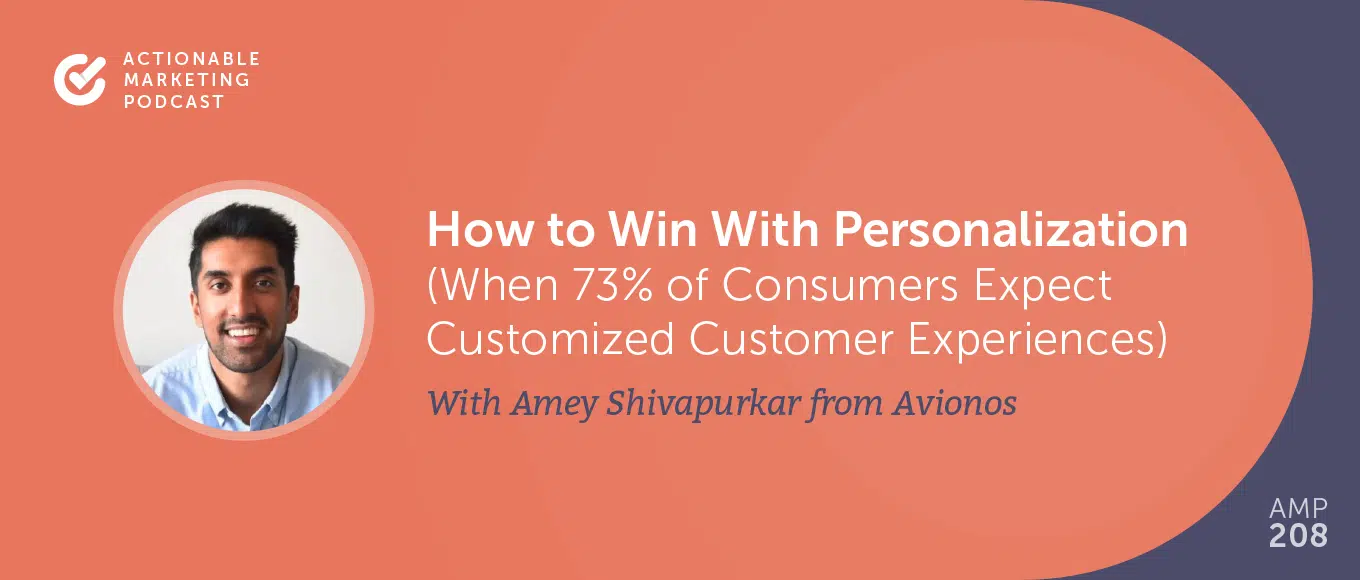 ACTIONABLE
MARKETING
PODCAST
How to Win With Personalization
(When 73% of Consumers Expect
Customized Customer Experiences)
With Amey Shivapurkar from Avionos
AMP
208